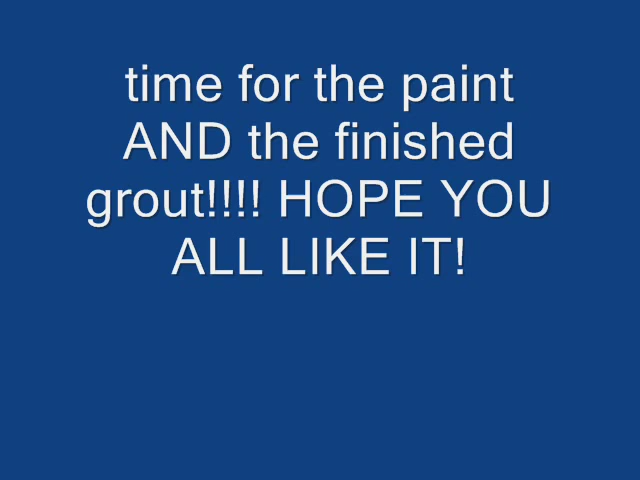 time for the paint
AND the finished
grout!!!! HOPE YOU
ALL LIKE IT!